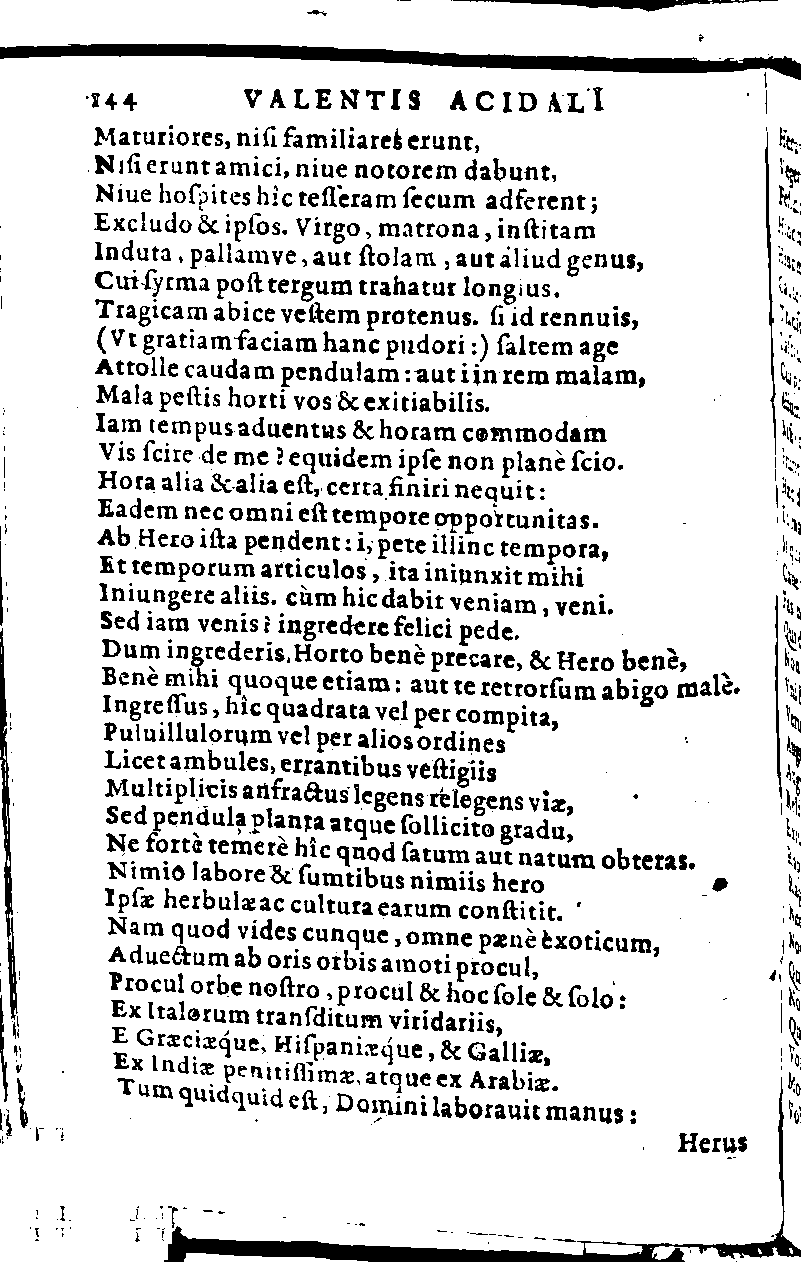 144 VALENTIS ACIDALI
Maturiores, niſi familiares erunt,
Niſi erunt amici, niue notorem dabunt,
Niue hoſpites hîc teſſeram ſecum adferent;
Excludo & ipſos. Virgo, matrona, inſtitam
Induta, pallamve, aut ſtolam, aut aliud genus,
Cui ſyrma poſt tergum trahatur longius.
Tragicam abice veſtem protenus. ſi id rennuis,
(Vt gratiam faciam hanc pudori:) ſaltem age
Attolle caudam pendulam: aut i in rem malam,
Mala peſtis horti vos & exitiabilis.
Iam tempus aduentus & horam commodam
Vis ſcire de me? equidem ipſe non planè ſcio.
Hora alia & alia eſt, certa finiri nequit:
Eadem nec omni eſt tempore opportunitas.
Ab Hero iſta pendent: i, pete illinc tempora,
Et temporum articulos, ita iniunxit mihi
Iniungere aliis. cùm hic dabit veniam, veni.
Sed iam venis? ingredere felici pede.
Dum ingrederis, Horto benè precare, & Hero benè,
Benè mihi quoque etiam: aut te retrorſum abigo malè.
Ingreſſus, hîc quadrata vel per compita,
Puluillulorum vel per alios ordines
Licet ambules, errantibus veſtigiis
Multiplicis anfractus legens relegens viæ,
Sed pendula planta atque ſollicito gradu,
Ne fortè temerè hîc quod ſatum aut natum obteras.
Nimio labore & ſumtibus nimiis hero
Ipſæ herbulæ ac cultura earum conſtitit.
Nam quod vides cunque, omne pænè exoticum,
Aduectum ab oris orbis amoti procul,
Procul orbe noſtro, procul & hoc ſole & ſolo:
Ex Italorum tranſditum viridariis,
E Græciæque, Hiſpaniæque, & Galliæ,
Ex Indiæ penitiſſimæ, atque ex Arabiæ.
Tum quidquid eſt, Domini laborauit manus:
Herus